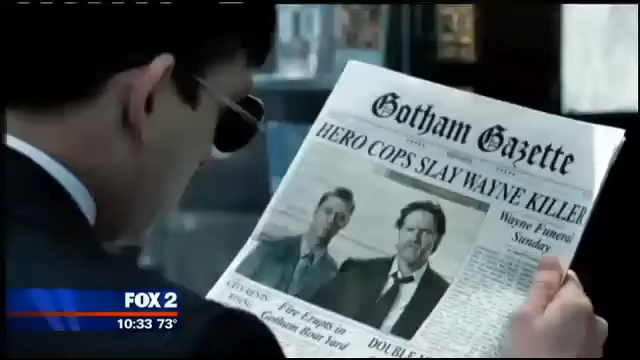 Gotham Gazette
HERO COPS SLAY WAYNE KILLER
Wayne Funeral
Sunday
Fire Erupts in
Gotham Boat Yard
DOUBLE
FOX 2
10:33 73°